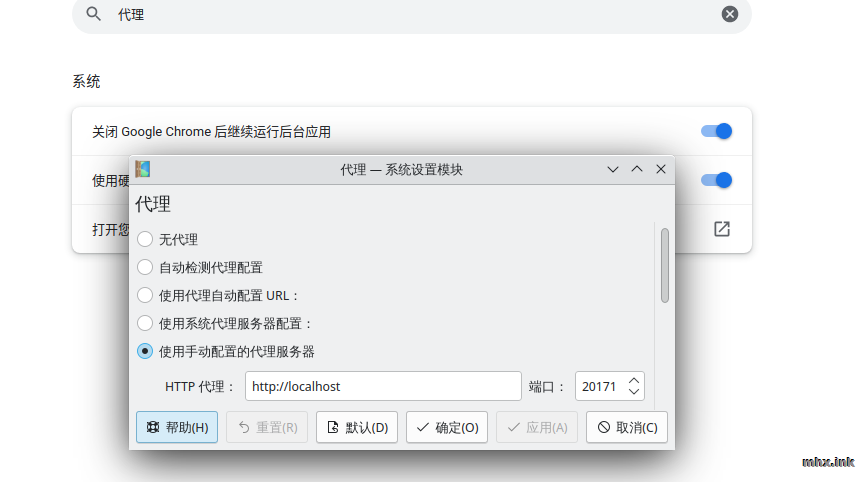 代理
系统
关闭 Google Chrome 后继续运行后台应用
使用硬
打开您
代理 — 系统设置模块
代理
无代理
自动检测代理配置
使用代理自动配置 URL：
使用系统代理服务器配置：
使用手动配置的代理服务器
HTTP 代理： http://localhost 端口： 20171
帮助(H) 重置(R) 默认(D) 确定(O) 应用(A) 取消(C)
mhx.ink